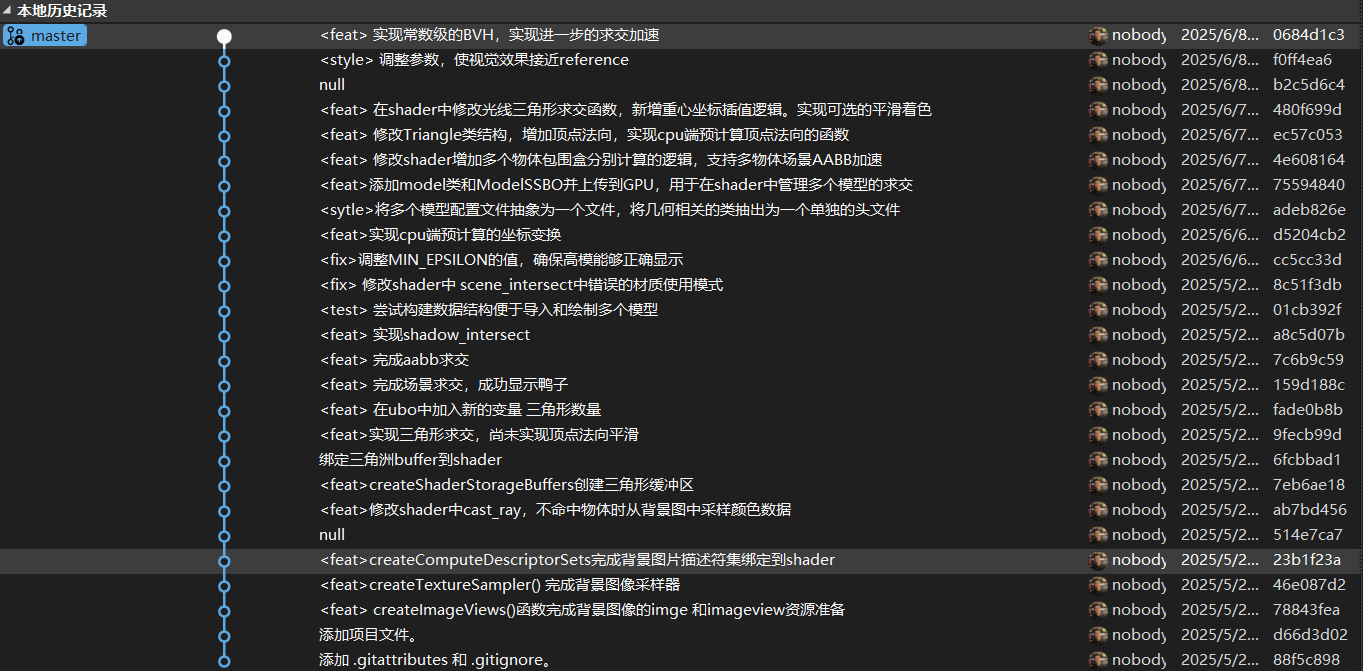 本地历史记录
master <feat> 实现常数级的BVH，实现进一步的求交加速 nobody 2025/6/8... 0684d1c3
<style> 调整参数，使视觉效果接近reference nobody 2025/6/8... f0ff4ea6
null nobody 2025/6/8... b2c5d6c4
<feat> 在shader中修改光线三角形求交函数，新增重心坐标插值逻辑。实现可选的平滑着色 nobody 2025/6/7... 480f699d
<feat> 修改Triangle类结构，增加顶点法向，实现cpu端预计算顶点法向的函数 nobody 2025/6/7... ec57c053
<feat> 修改shader增加多个物体包围盒分别计算的逻辑，支持多物体场景AABB加速 nobody 2025/6/7... 4e608164
<feat>添加model类和ModelSSBO并上传到GPU，用于在shader中管理多个模型的求交 nobody 2025/6/7... 75594840
<sytle>将多个模型配置文件抽象为一个文件，将几何相关的类抽出为一个单独的头文件 nobody 2025/6/7... adeb826e
<feat>实现cpu端预计算的坐标变换 nobody 2025/6/6... d5204cb2
<fix>调整MIN_EPSILON的值，确保高模能够正确显示 nobody 2025/6/6... cc5cc33d
<fix> 修改shader中 scene_intersect中错误的材质使用模式 nobody 2025/6/6... 8c51f3db
<test> 尝试构建数据结构便于导入和绘制多个模型 nobody 2025/5/2... 01cb392f
<feat> 实现shadow_intersect nobody 2025/5/2... a8c5d07b
<feat> 完成aabb求交 nobody 2025/5/2... 7c6b9c59
<feat> 完成场景求交，成功显示鸭子 nobody 2025/5/2... 159d188c
<feat> 在ubo中加入新的变量 三角形数量 nobody 2025/5/2... fade0b8b
<feat>实现三角形求交，尚未实现顶点法向平滑 nobody 2025/5/2... 9fecb99d
绑定三角洲buffer到shader nobody 2025/5/2... 6fcbbad1
<feat>createShaderStorageBuffers创建三角形缓冲区 nobody 2025/5/2... 7eb6ae18
<feat>修改shader中cast_ray，不命中物体时从背景图中采样颜色数据 nobody 2025/5/2... ab7bd456
null nobody 2025/5/2... 514e7ca7
<feat>createComputeDescriptorSets完成背景图片描述符集绑定到shader nobody 2025/5/2... 23b1f23a
<feat>createTextureSampler() 完成背景图像采样器 nobody 2025/5/2... 46e087d2
<feat> createImageViews()函数完成背景图像的imge 和imageview资源准备 nobody 2025/5/2... 78843fea
添加项目文件。 nobody 2025/5/2... d66d3d02
添加 .gitattributes 和 .gitignore。 nobody 2025/5/2... 88f5c898